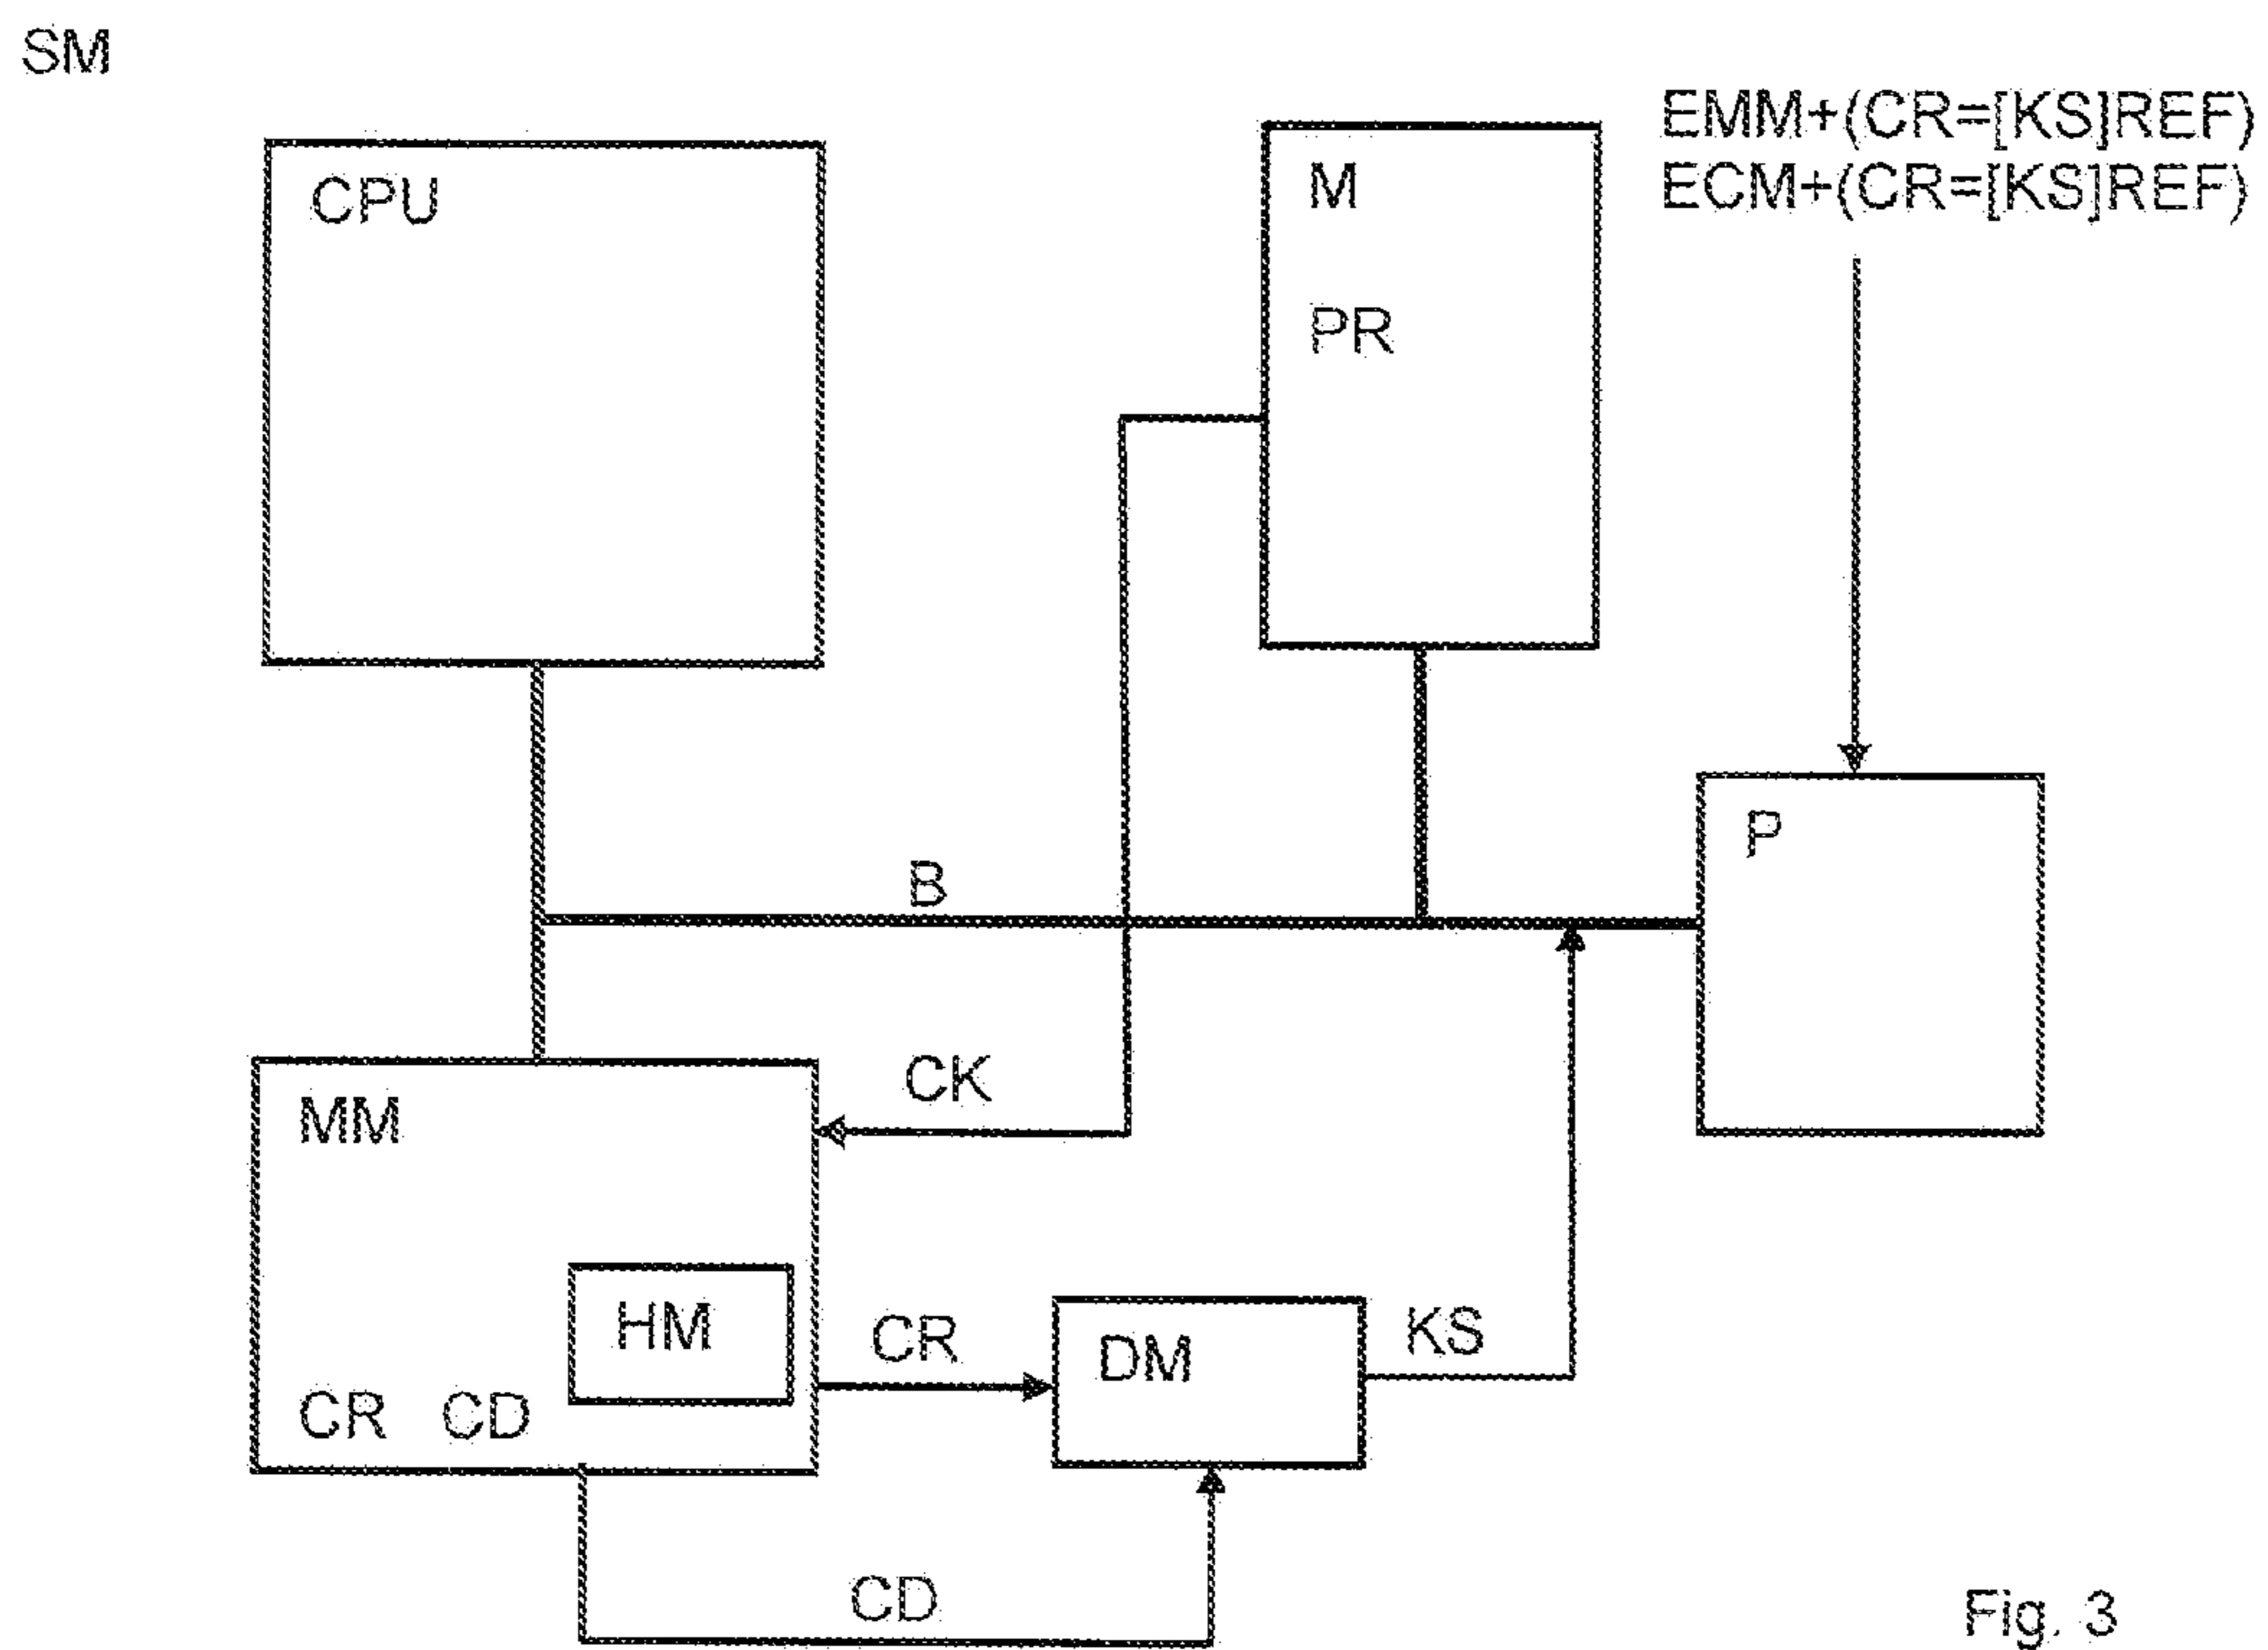 SM
EMM+(CR=[KS]REF)
ECM+(CR=[KS]REF)
CPU
M
PR
P
B
CK
MM
HM
CR
DM
KS
CR CD
CD
Fig. 3